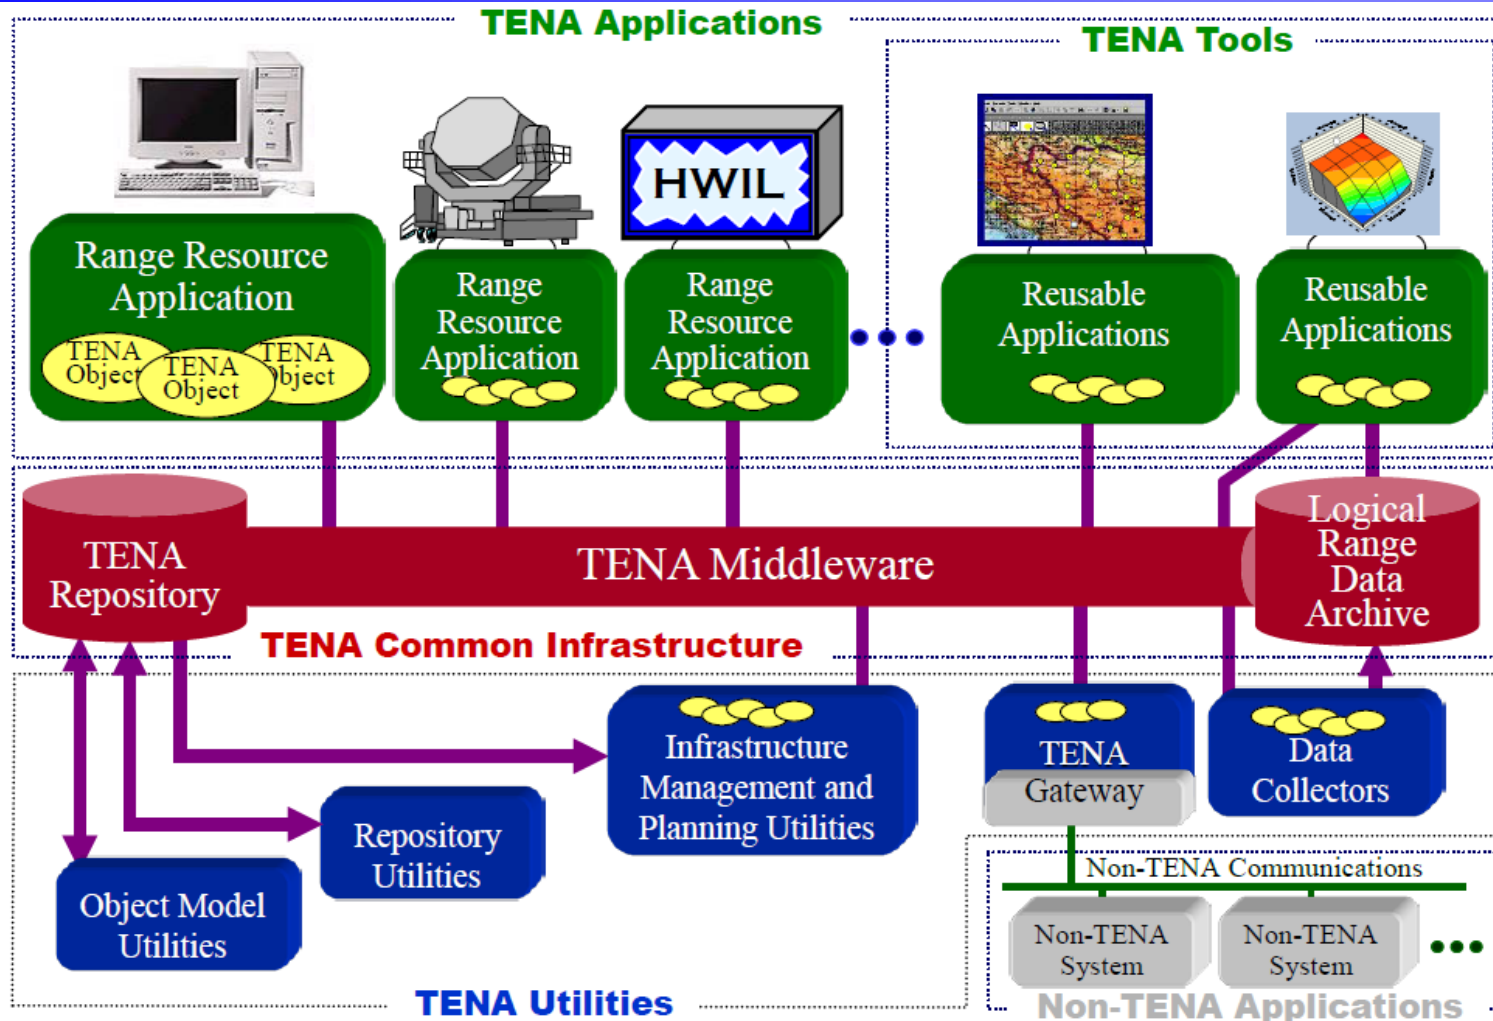 TENA Applications
TENA Tools
HWIL
Range Resource
Application
TENA
Object
TENA
Object
TENA
Object
Range
Resource
Application
Range
Resource
Application
Reusable
Applications
Reusable
Applications
TENA
Repository
TENA Middleware
Logical
Range
Data
Archive
TENA Common Infrastructure
Infrastructure
Management and
Planning Utilities
TENA
Gateway
Data
Collectors
Repository
Utilities
Object Model
Utilities
Non-TENA Communications
Non-TENA
System
Non-TENA
System
TENA Utilities
Non-TENA Applications